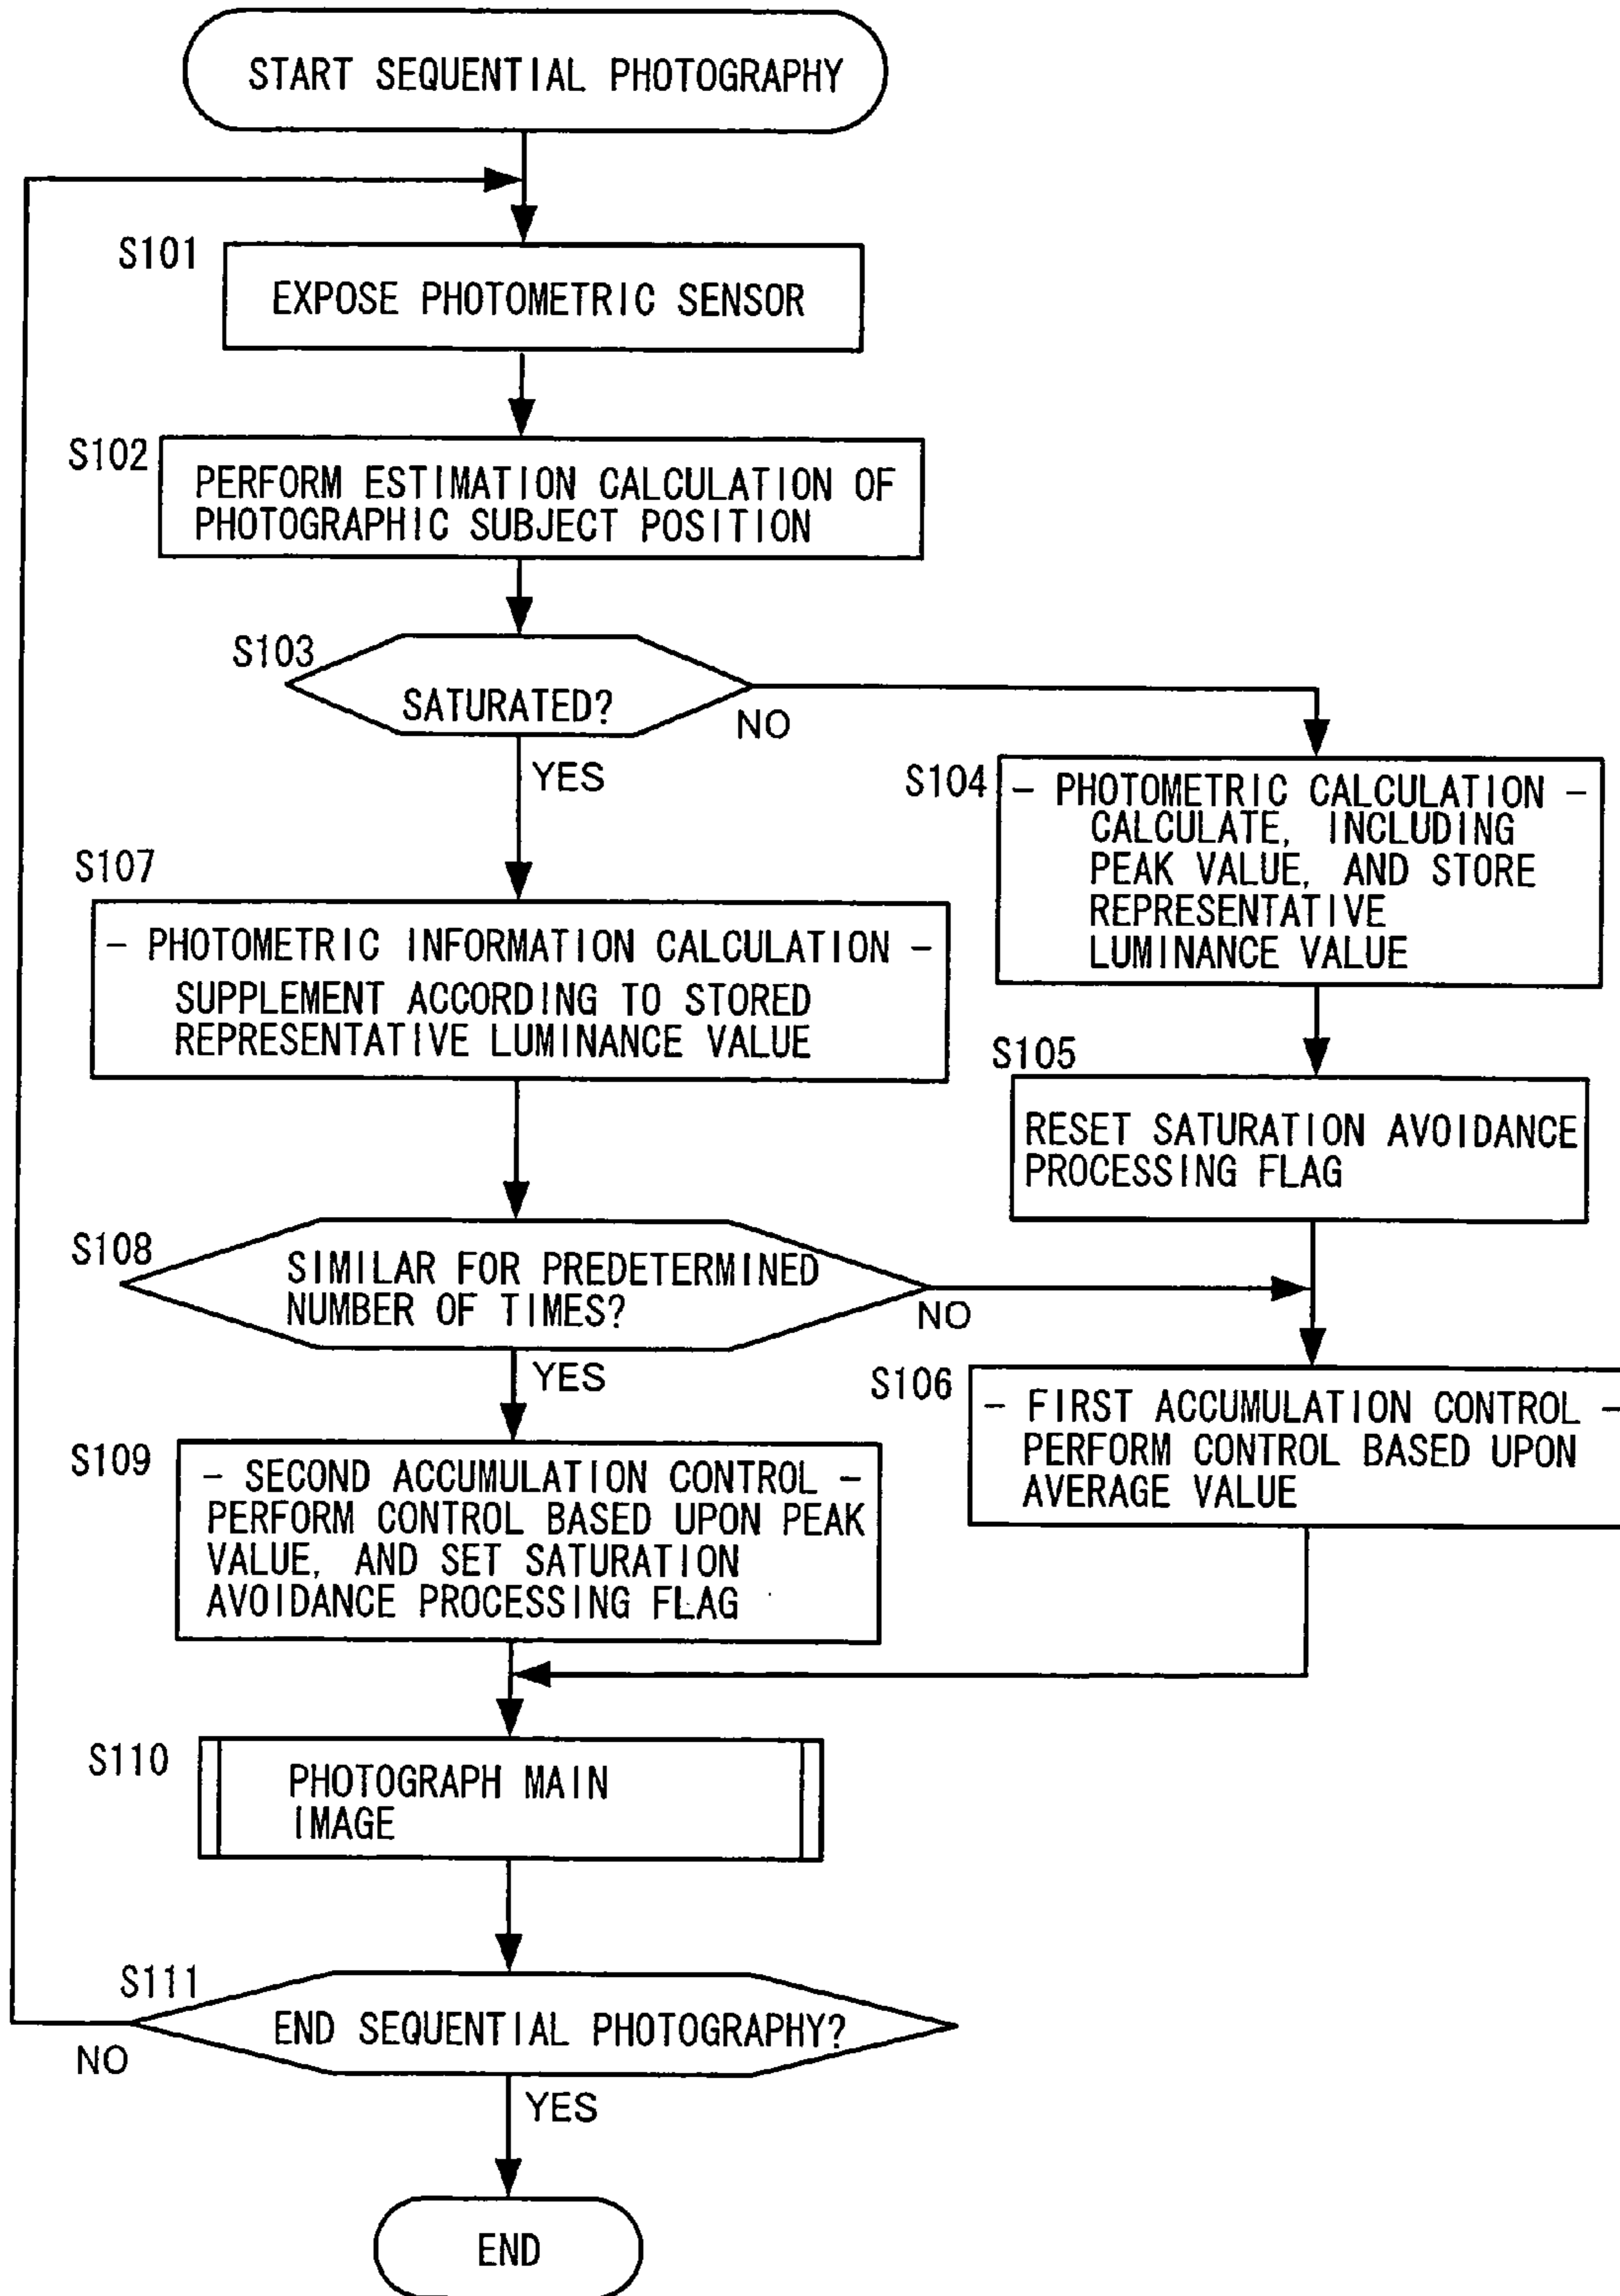 START SEQUENTIAL PHOTOGRAPHY
S101
EXPOSE PHOTOMETRIC SENSOR
S102
PERFORM ESTIMATION CALCULATION OF
PHOTOGRAPHIC SUBJECT POSITION
S103
SATURATED?
NO
YES
S104
- PHOTOMETRIC CALCULATION -
CALCULATE, INCLUDING
PEAK VALUE, AND STORE
REPRESENTATIVE
LUMINANCE VALUE
S107
- PHOTOMETRIC INFORMATION CALCULATION -
SUPPLEMENT ACCORDING TO STORED
REPRESENTATIVE LUMINANCE VALUE
S105
RESET SATURATION AVOIDANCE
PROCESSING FLAG
S108
SIMILAR FOR PREDETERMINED
NUMBER OF TIMES?
NO
YES
S106
- FIRST ACCUMULATION CONTROL -
PERFORM CONTROL BASED UPON
AVERAGE VALUE
S109
- SECOND ACCUMULATION CONTROL -
PERFORM CONTROL BASED UPON PEAK
VALUE, AND SET SATURATION
AVOIDANCE PROCESSING FLAG
S110
PHOTOGRAPH MAIN
IMAGE
S111
END SEQUENTIAL PHOTOGRAPHY?
NO
YES
END